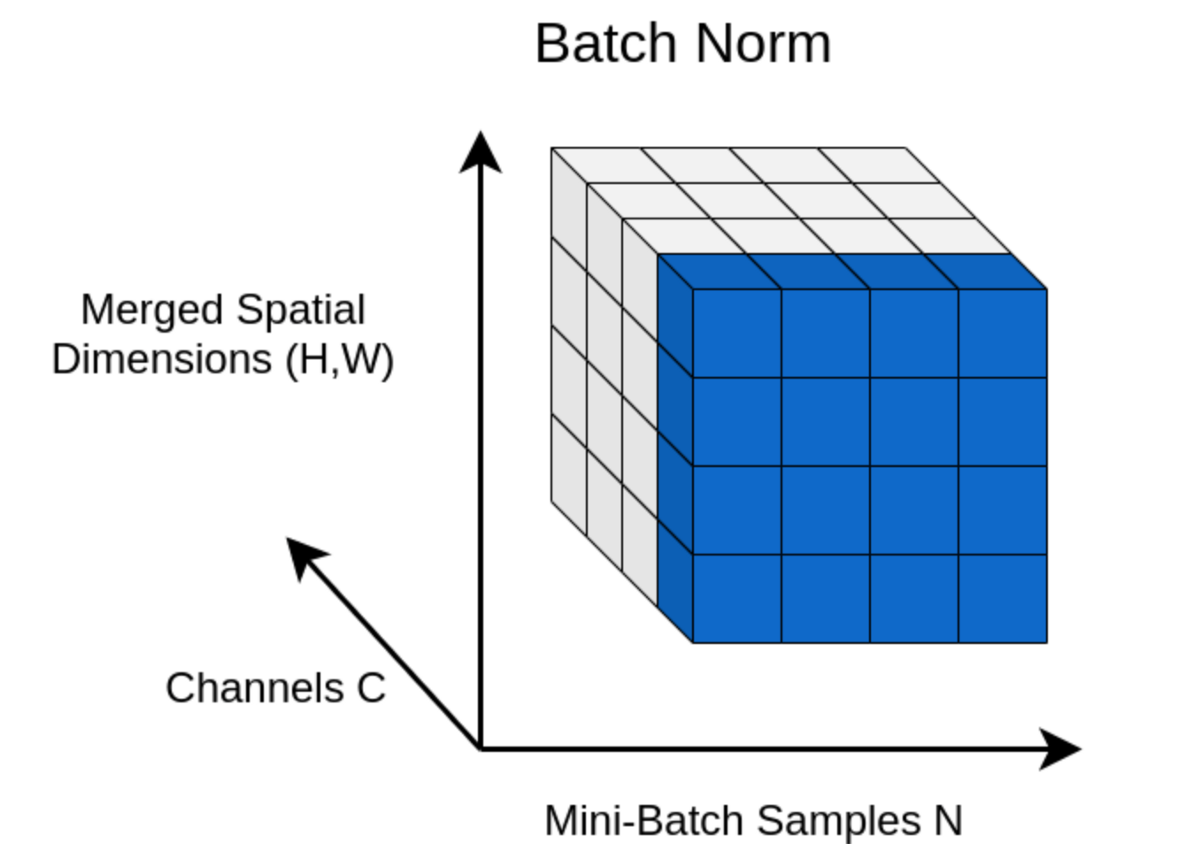 Batch Norm
Merged Spatial
Dimensions (H,W)
Channels C
Mini-Batch Samples N